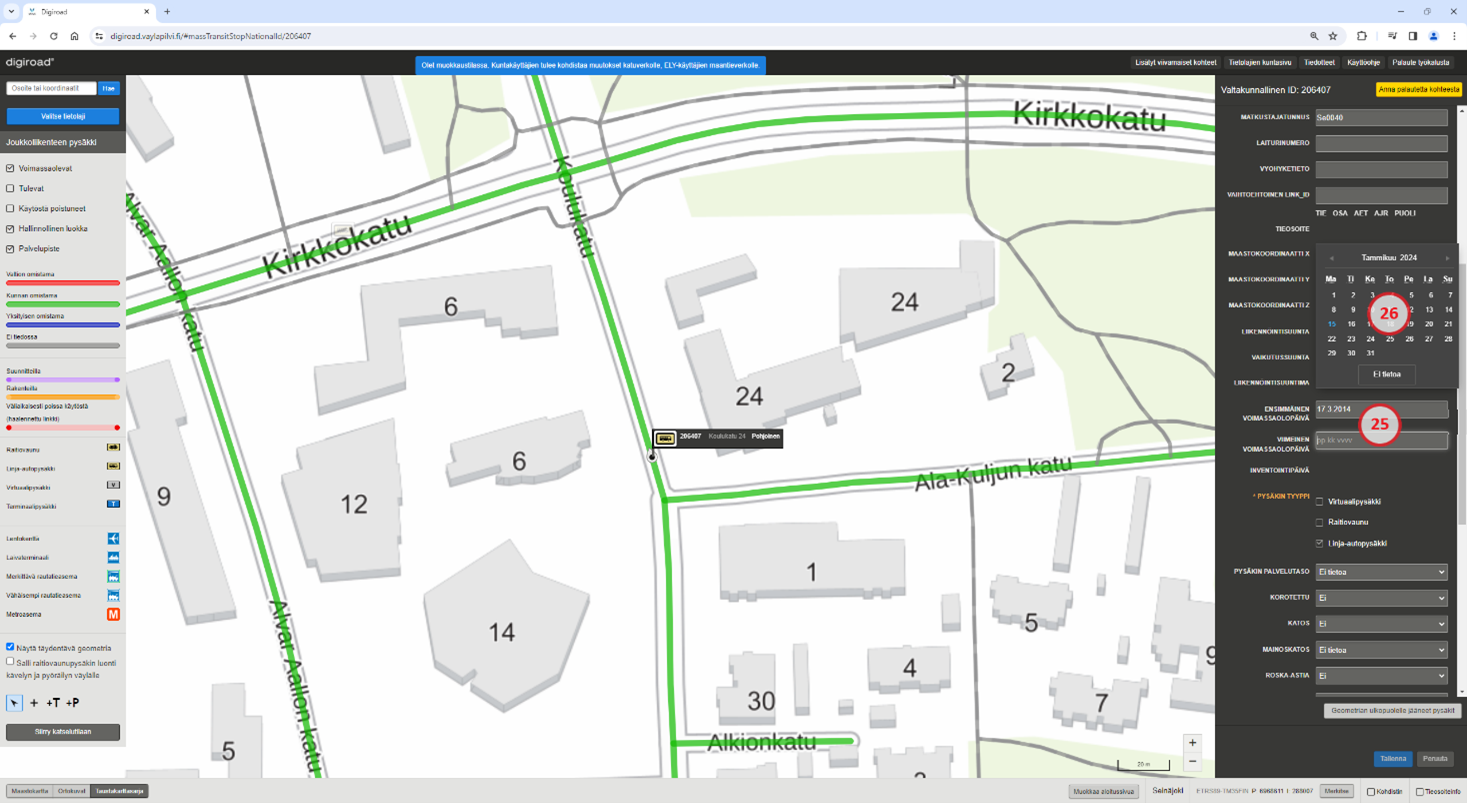 Digiroad
digiroad.vaylapilvi.fi/#massTransitStopNationalId/206407
digiroad
Olet muokkaustilassa. Kuntakäyttäjien tulee kohdistaa muutokset katuverkolle, ELY-käyttäjien maantieverkolle.
Lisätyt viivamaiset kohteet Tietolajien kuntasivu Tiedotteet Käyttöohje Palaute työkalusta
Osoite tai koordinaatit Hae
Valitse tietolaji
Joukkoliikenteen pysäkki
Voimassaolevat
Tulevat
Käytöstä poistuneet
Hallinnollinen luokka
Palvelupiste
Valtion omistama
Kunnan omistama
Yksityisen omistama
Ei tiedossa
Suunnitteilla
Rakenteilla
Väliaikaisesti poissa käytöstä
(haalennettu linkki)
Raitiovaunu
Linja-autopysäkki
Virtuaalipysäkki
V
Terminaalipysäkki
T
Lentokenttä
Laivaterminaali
Merkittävä rautatieasema
Vähäisempi rautatieasema
Metroasema
M
Näytä täydentävä geometria
Salli raitiovaunupysäkin luonti
kävelyn ja pyöräilyn väylälle
+ +T +P
Siirry katselutilaan
Kirkkokatu
Kirkkokatu
Koulukatu
Alvar Aallon katu
Alvar Aallon katu
Ala-Kuljun katu
Alkionkatu
6
24
24
2
6
9
12
1
14
5
4
30
7
9
5
206407 Koulukatu 24 Pohjoinen
+
−
20 m
Valtakunnallinen ID: 206407
Anna palautetta kohteesta
MATKUSTAJATUNNUS Se0040
LAITURINUMERO
VYÖHYKETIETO
VAIHTOEHTOINEN LINK_ID
TIE OSA AET AJR PUOLI
TIEOSOITE
MAASTOKOORDINAATTI X
MAASTOKOORDINAATTI Y
MAASTOKOORDINAATTI Z
LIIKENNÖINTISUUNTA
VAIKUTUSSUUNTA
LIIKENNÖINTISUUNTIMA
Tammikuu 2024
Ma Ti Ke To Pe La Su
1 2 3 5 6 7
8 9 12 13 14
15 16 18 19 20 21
22 23 24 25 26 27 28
29 30 31
26
Ei tietoa
ENSIMMÄINEN
VOIMASSAOLOPÄIVÄ
17.3.2014
25
VIIMEINEN
VOIMASSAOLOPÄIVÄ
pp.kk.vvvv
INVENTOINTIPÄIVÄ
* PYSÄKIN TYYPPI
Virtuaalipysäkki
Raitiovaunu
Linja-autopysäkki
PYSÄKIN PALVELUTASO Ei tietoa
KOROTETTU Ei
KATOS Ei
MAINOSKATOS Ei tietoa
ROSKA-ASTIA Ei
Geometrian ulkopuolelle jääneet pysäkit
Tallenna Peruuta
Maastokartta Ortokuvat Taustakarttasarja
Muokkaa aloitussivua
Seinäjoki
ETRS89-TM35FIN P: 6968611 I: 288007
Merkitse
Kohdistin
Tieosoiteinfo